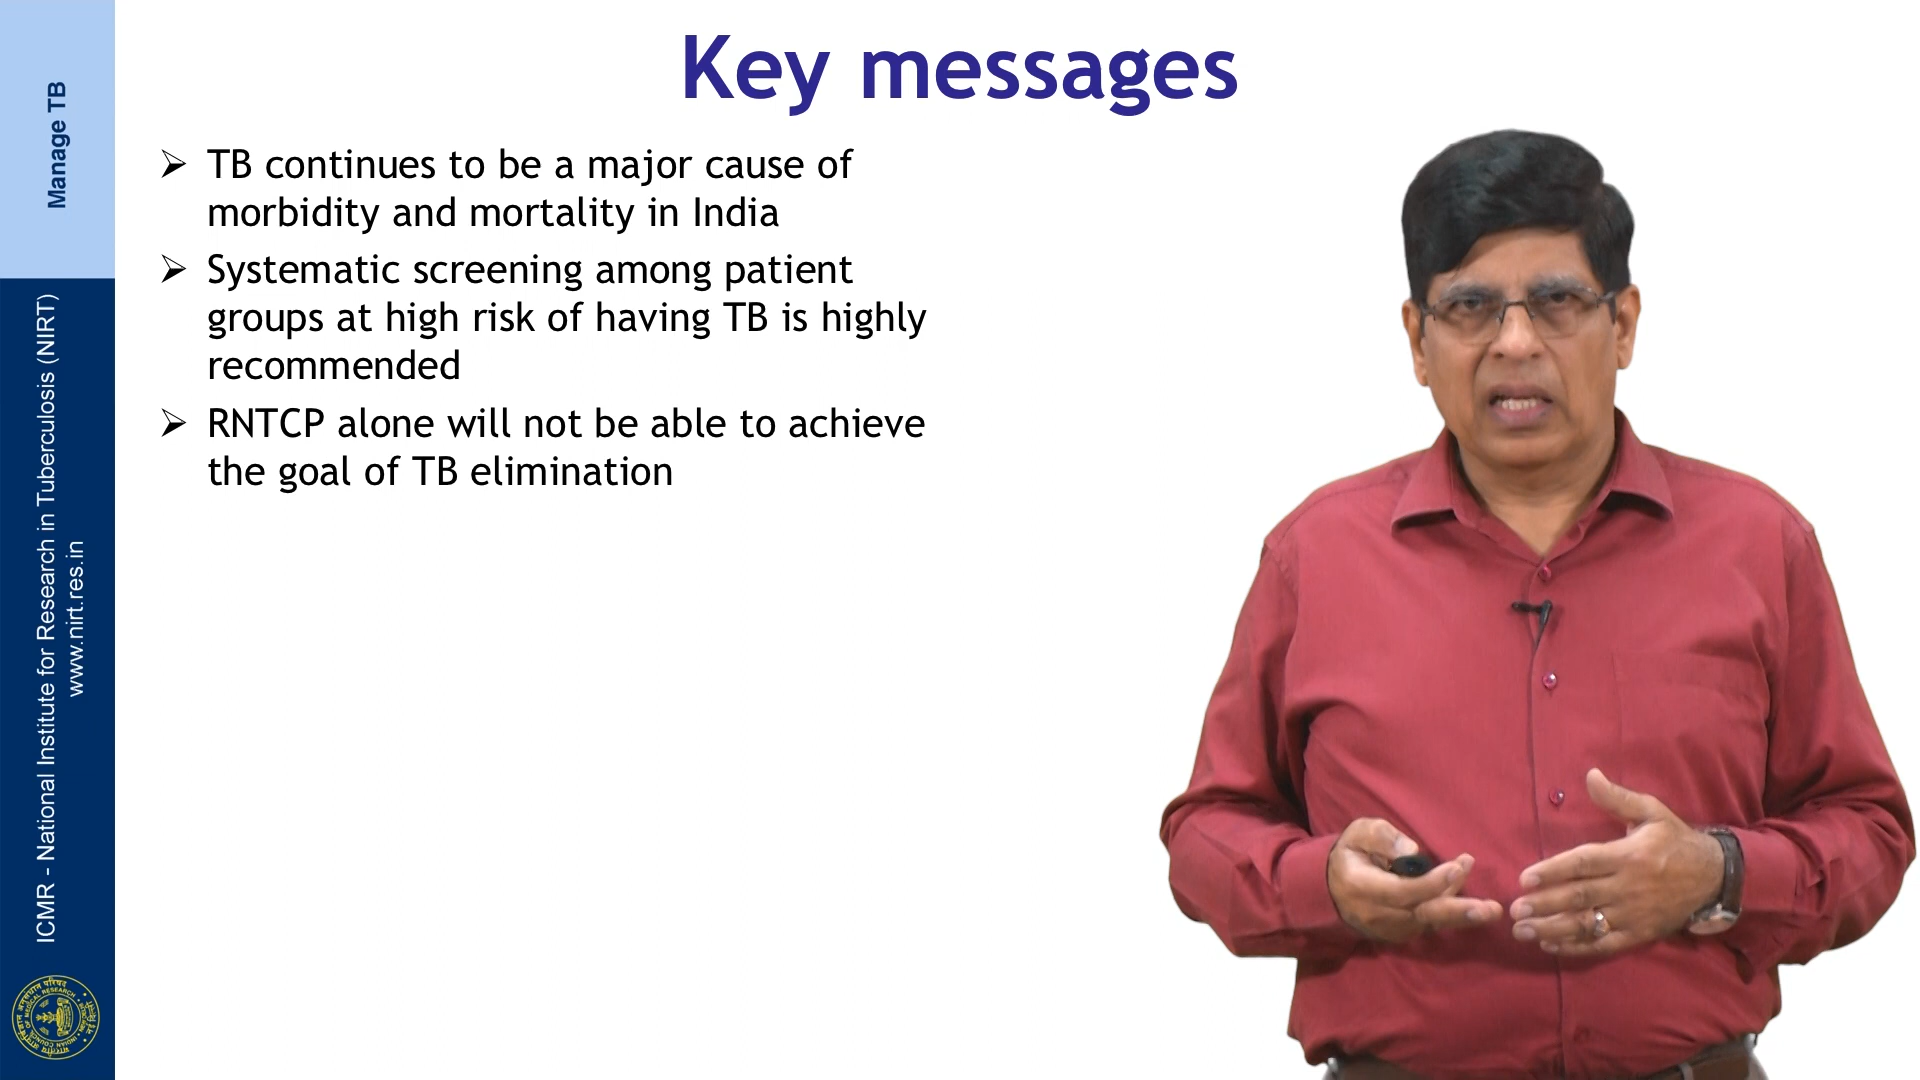 Key messages
➢ TB continues to be a major cause of
morbidity and mortality in India
➢ Systematic screening among patient
groups at high risk of having TB is highly
recommended
➢ RNTCP alone will not be able to achieve
the goal of TB elimination
Manage TB
ICMR - National Institute for Research in Tuberculosis (NIRT)
www.nirt.res.in